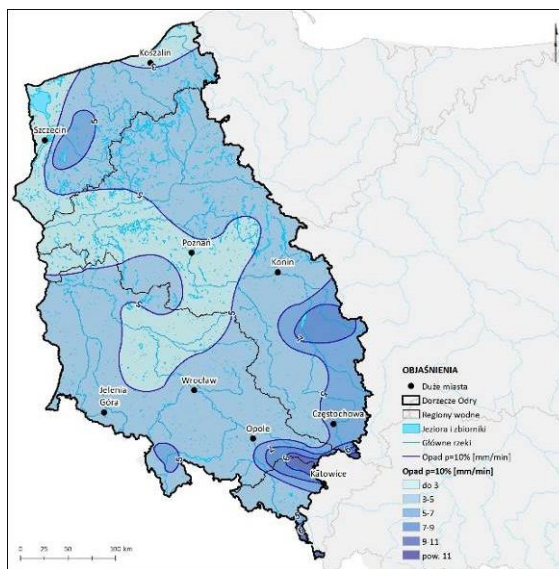 Koszalin
Szczecin
Poznań
Konin
Jelenia
Góra
Wrocław
Opole
Częstochowa
Katowice
OBJAŚNIENIA
Duże miasta
Dorzecze Odry
Regiony wodne
Jeziora i zbiorniki
Główne rzeki
Opad p=10% [mm/min]
Opad p=10% [mm/min]
do 3
3-5
5-7
7-9
9-11
pow. 11
0 25 50 75 100 km